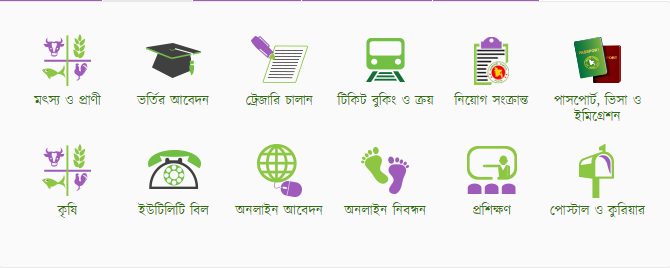 মৎস্য ও প্রাণী
ভর্তির আবেদন
ট্রেজারি চালান
টিকিট বুকিং ও ক্রয়
নিয়োগ সংক্রান্ত
পাসপোর্ট, ভিসা ও
ইমিগ্রেশন
কৃষি
ইউটিলিটি বিল
অনলাইন আবেদন
অনলাইন নিবন্ধন
প্রশিক্ষণ
পোস্টাল ও কুরিয়ার